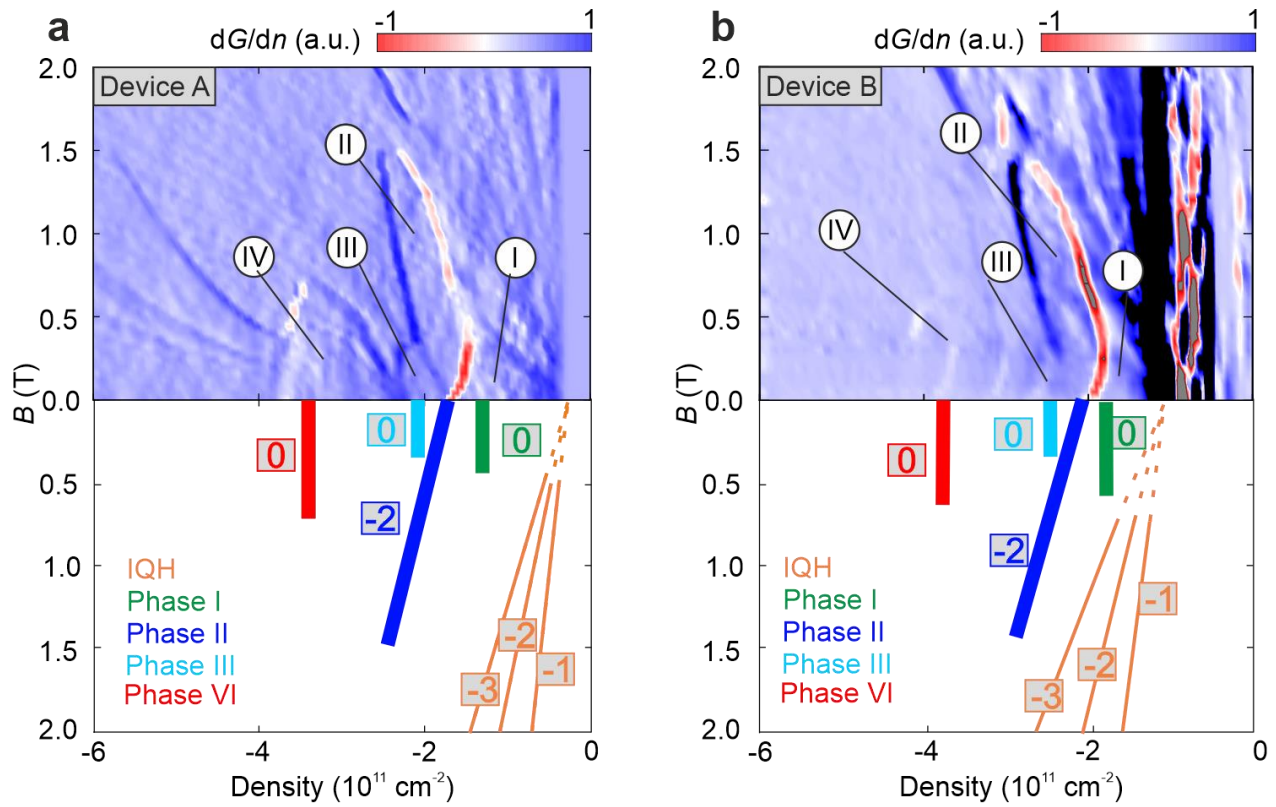 a
dG/dn (a.u.)
-1
1
Device A
2.0
1.5
1.0
0.5
0.0
B (T)
II
III
IV
I
0.5
1.0
1.5
2.0
0
0
0
-2
-3
-2
-1
IQH
Phase I
Phase II
Phase III
Phase VI
-6
-4
-2
0
Density (10¹¹ cm⁻²)
b
dG/dn (a.u.)
-1
1
Device B
2.0
1.5
1.0
0.5
0.0
B (T)
II
IV
III
I
0.5
1.0
1.5
2.0
0
0
0
-2
-1
-2
-3
IQH
Phase I
Phase II
Phase III
Phase VI
-6
-4
-2
0
Density (10¹¹ cm⁻²)